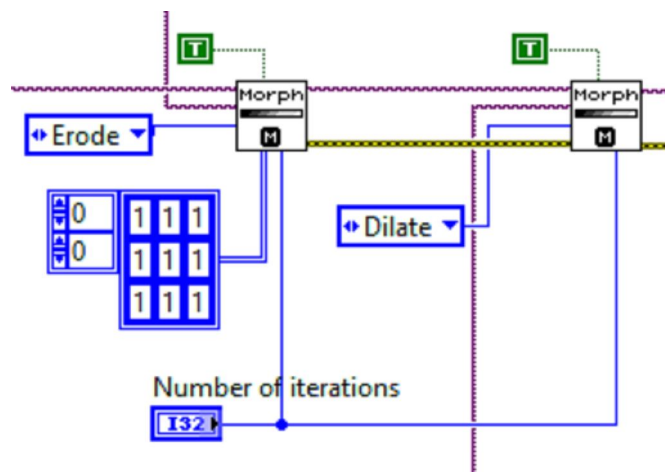 T
T
Morph
M
Morph
M
Erode
0
0
1 1 1
1 1 1
1 1 1
Dilate
Number of iterations
I32